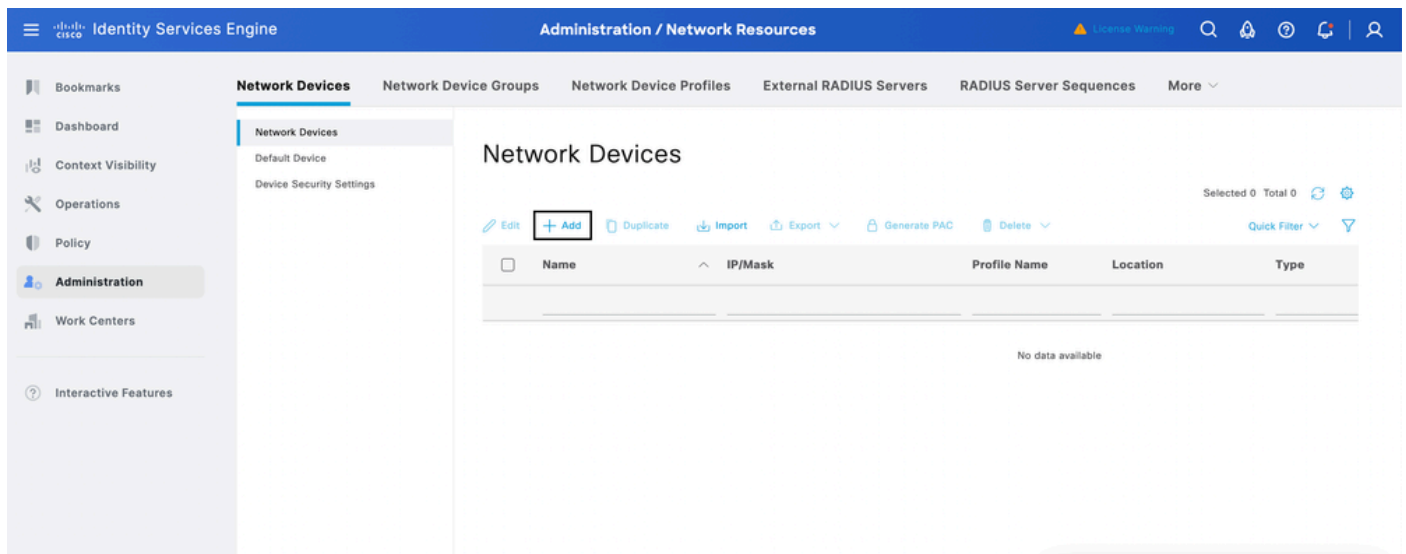 cisco Identity Services Engine
Administration / Network Resources
License Warning
Bookmarks
Dashboard
Context Visibility
Operations
Policy
Administration
Work Centers
Interactive Features
Network Devices Network Device Groups Network Device Profiles External RADIUS Servers RADIUS Server Sequences More
Network Devices
Default Device
Device Security Settings
Network Devices
Selected 0 Total 0
Edit + Add Duplicate Import Export Generate PAC Delete Quick Filter
Name IP/Mask Profile Name Location Type
No data available